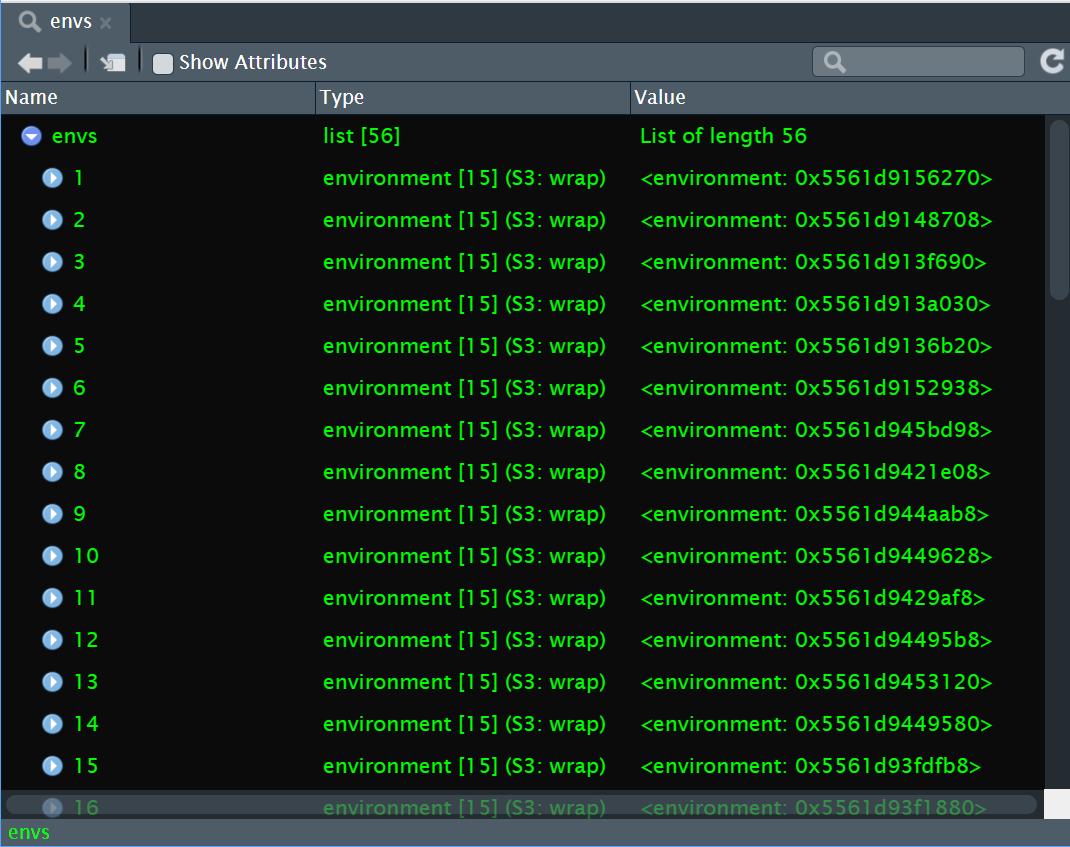 envs
Show Attributes
Name Type Value
envs list [56] List of length 56
1 environment [15] (S3: wrap) <environment: 0x5561d9156270>
2 environment [15] (S3: wrap) <environment: 0x5561d9148708>
3 environment [15] (S3: wrap) <environment: 0x5561d913f690>
4 environment [15] (S3: wrap) <environment: 0x5561d913a030>
5 environment [15] (S3: wrap) <environment: 0x5561d9136b20>
6 environment [15] (S3: wrap) <environment: 0x5561d9152938>
7 environment [15] (S3: wrap) <environment: 0x5561d945bd98>
8 environment [15] (S3: wrap) <environment: 0x5561d9421e08>
9 environment [15] (S3: wrap) <environment: 0x5561d944aab8>
10 environment [15] (S3: wrap) <environment: 0x5561d9449628>
11 environment [15] (S3: wrap) <environment: 0x5561d9429af8>
12 environment [15] (S3: wrap) <environment: 0x5561d94495b8>
13 environment [15] (S3: wrap) <environment: 0x5561d9453120>
14 environment [15] (S3: wrap) <environment: 0x5561d9449580>
15 environment [15] (S3: wrap) <environment: 0x5561d93fdfb8>
16 environment [15] (S3: wrap) <environment: 0x5561d93f1880>
envs